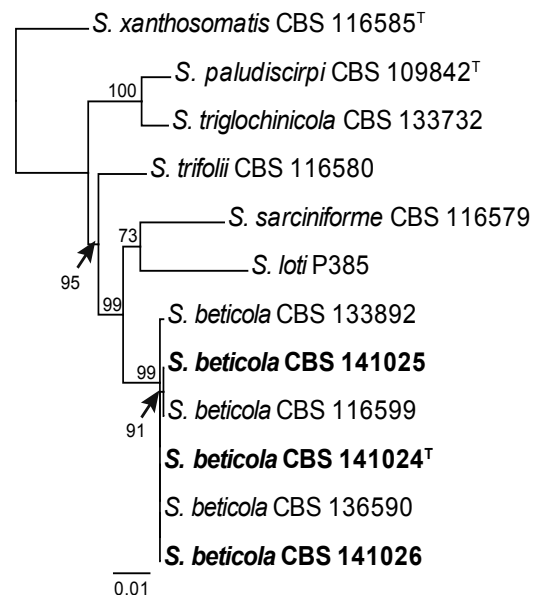 S. xanthosomatis CBS 116585ᵀ
S. paludiscirpi CBS 109842ᵀ
100
S. triglochinicola CBS 133732
S. trifolii CBS 116580
S. sarciniforme CBS 116579
73
95
S. loti P385
99
S. beticola CBS 133892
S. beticola CBS 141025
99
S. beticola CBS 116599
91
S. beticola CBS 141024ᵀ
S. beticola CBS 136590
S. beticola CBS 141026
0.01